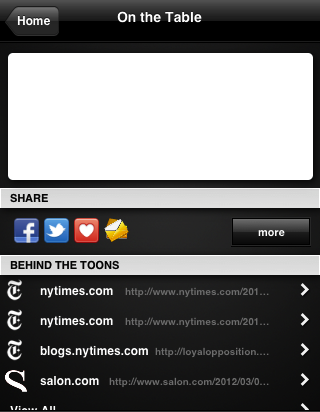 Home
On the Table
SHARE
more
BEHIND THE TOONS
nytimes.com http://www.nytimes.com/201...
nytimes.com http://www.nytimes.com/201...
blogs.nytimes.com http://loyalopposition....
salon.com http://www.salon.com/2012/03/0...
View All